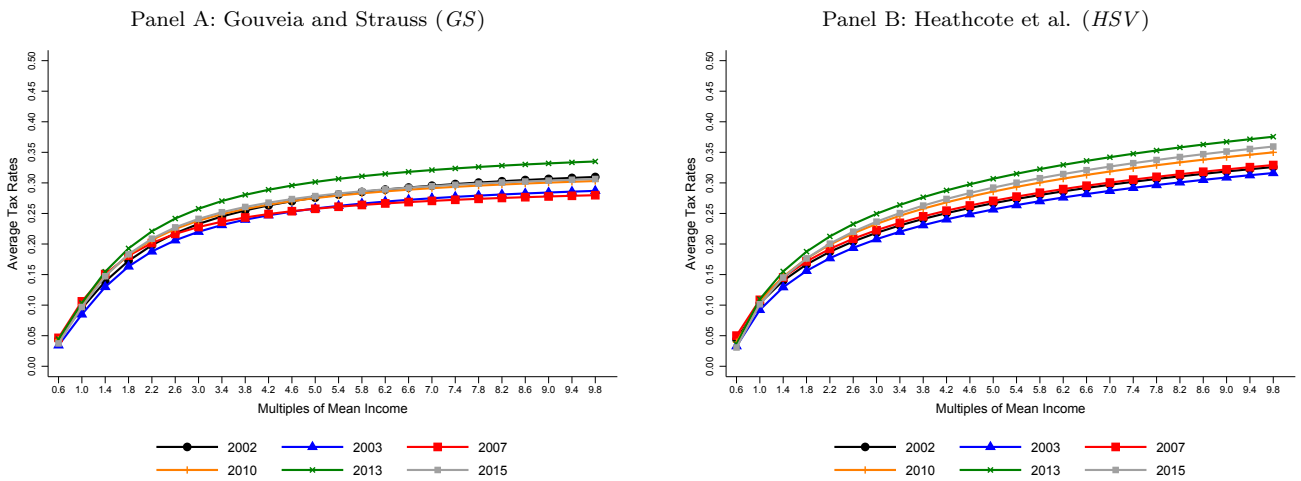 Panel A: Gouveia and Strauss (GS)
Average Tax Rates
0.50
0.45
0.40
0.35
0.30
0.25
0.20
0.15
0.10
0.05
0.00
0.6 1.0 1.4 1.8 2.2 2.6 3.0 3.4 3.8 4.2 4.6 5.0 5.4 5.8 6.2 6.6 7.0 7.4 7.8 8.2 8.6 9.0 9.4 9.8
Multiples of Mean Income
2002 2003 2007
2010 2013 2015
Panel B: Heathcote et al. (HSV)
Average Tax Rates
0.50
0.45
0.40
0.35
0.30
0.25
0.20
0.15
0.10
0.05
0.00
0.6 1.0 1.4 1.8 2.2 2.6 3.0 3.4 3.8 4.2 4.6 5.0 5.4 5.8 6.2 6.6 7.0 7.4 7.8 8.2 8.6 9.0 9.4 9.8
Multiples of Mean Income
2002 2003 2007
2010 2013 2015